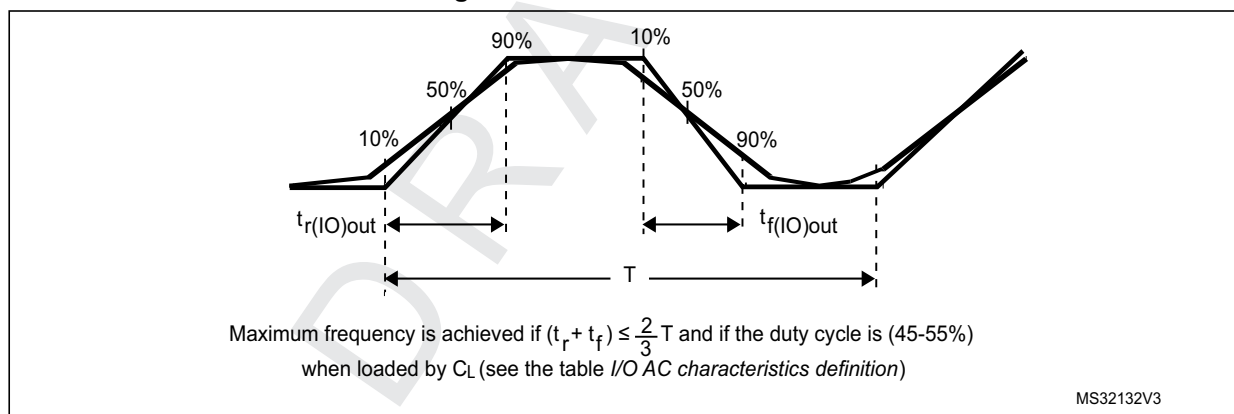 90%
10%
50%
50%
10%
90%
tr(IO)out
tf(IO)out
T
Maximum frequency is achieved if (tr + tf) ≤ 2/3 T and if the duty cycle is (45-55%)
when loaded by CL (see the table I/O AC characteristics definition)
MS32132V3
DRA